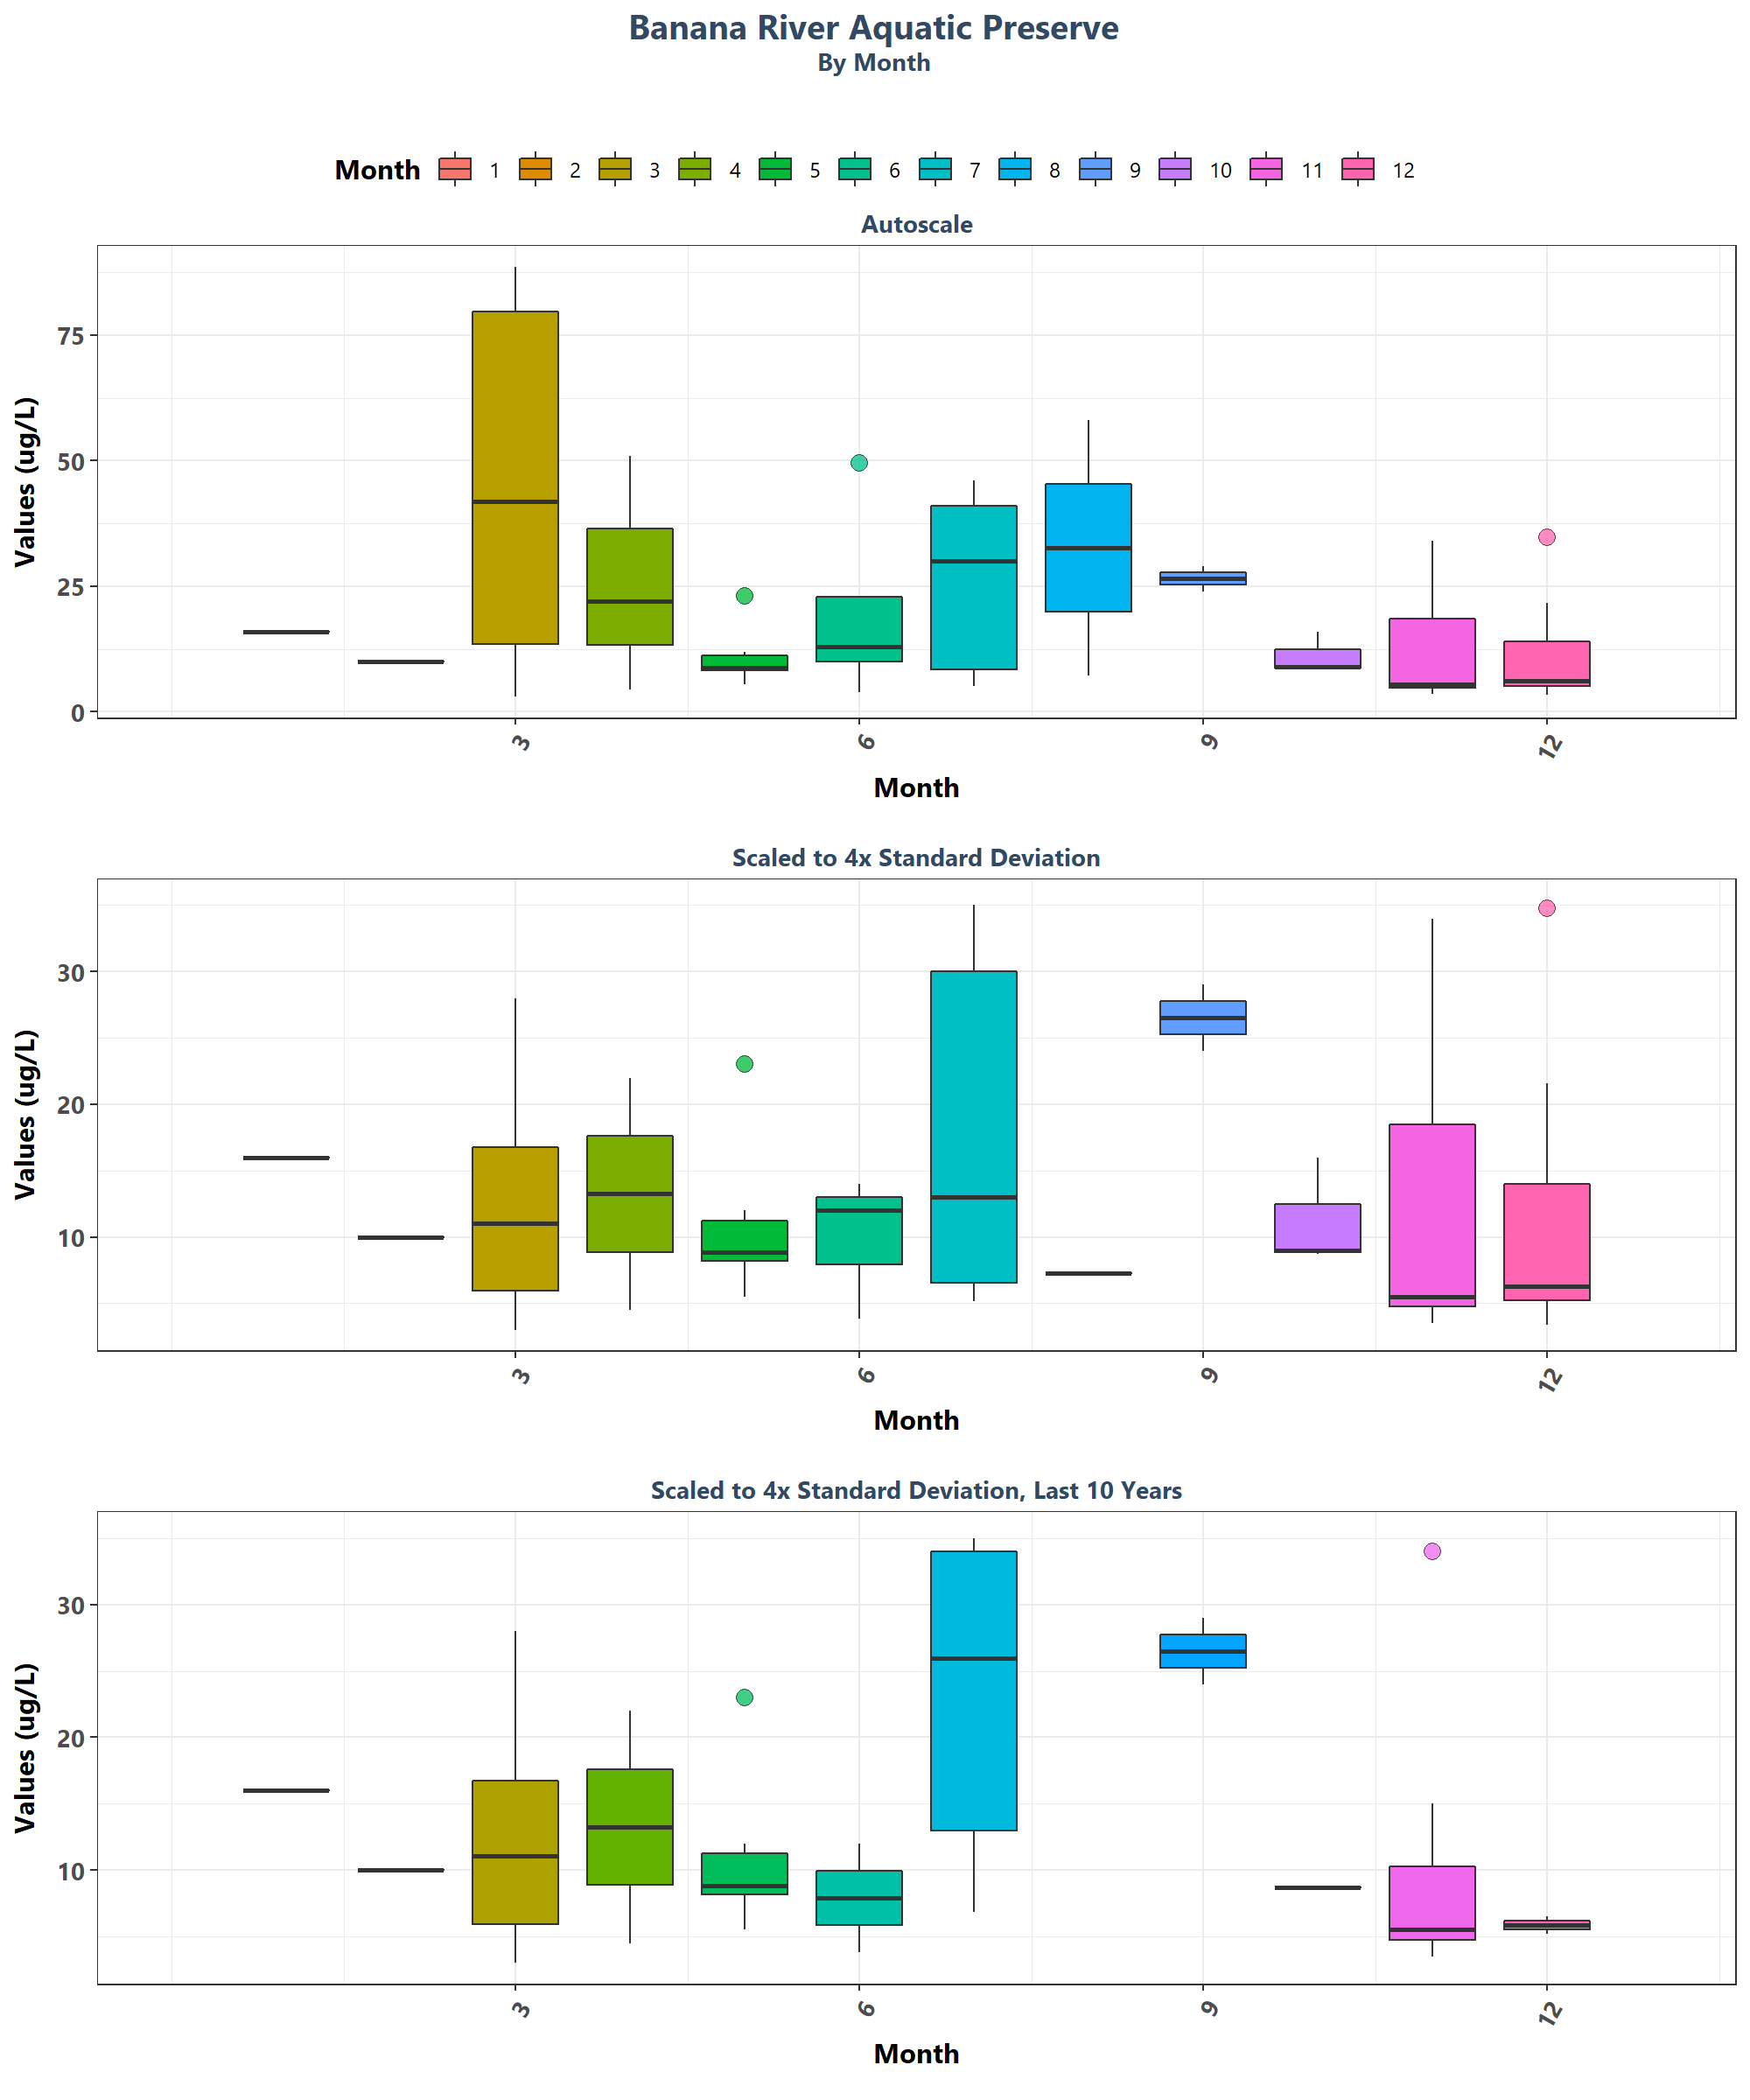 Banana River Aquatic Preserve
By Month
Month 1 2 3 4 5 6 7 8 9 10 11 12
Autoscale
Values (ug/L)
75
50
25
0
3 6 9 12
Month
Scaled to 4x Standard Deviation
Values (ug/L)
30
20
10
3 6 9 12
Month
Scaled to 4x Standard Deviation, Last 10 Years
Values (ug/L)
30
20
10
3 6 9 12
Month